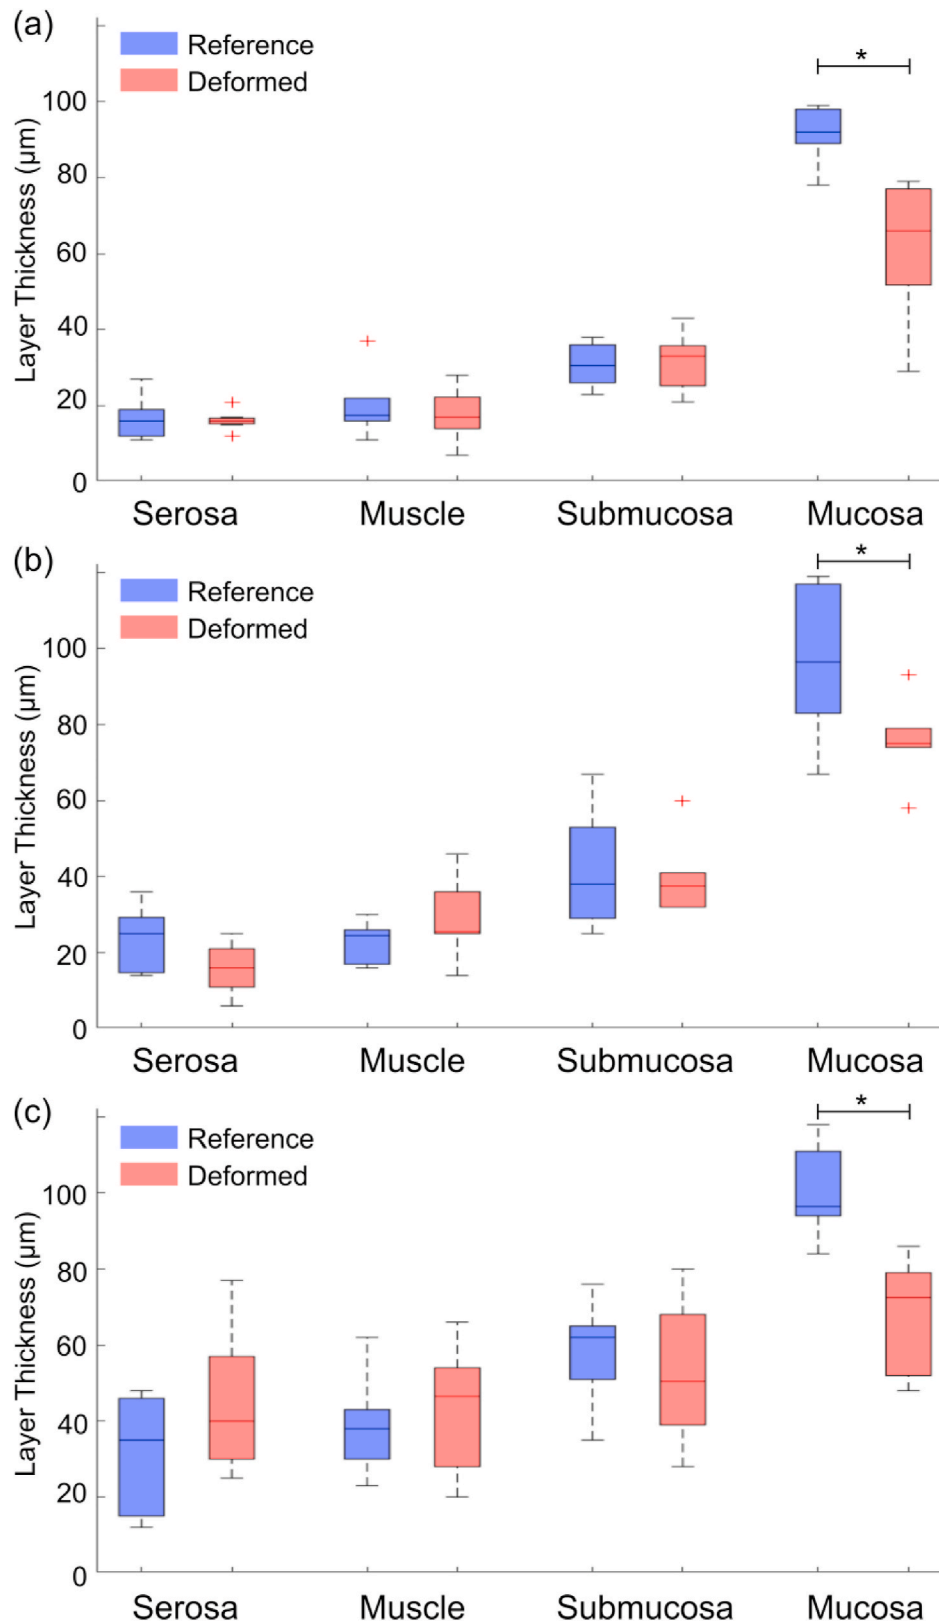 (a)
Reference
Deformed
*
Layer Thickness (µm)
100
80
60
40
20
0
Serosa Muscle Submucosa Mucosa
(b)
Reference
Deformed
*
Layer Thickness (µm)
100
80
60
40
20
0
Serosa Muscle Submucosa Mucosa
(c)
Reference
Deformed
*
Layer Thickness (µm)
100
80
60
40
20
0
Serosa Muscle Submucosa Mucosa